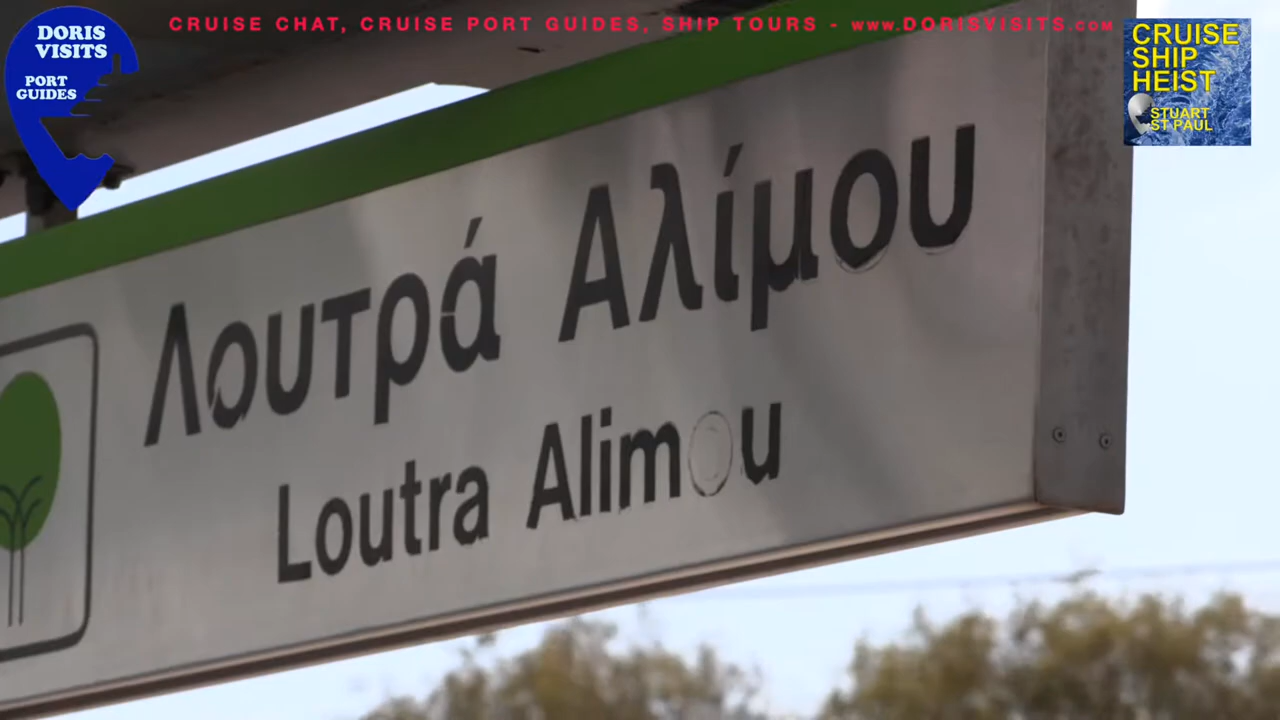 CRUISE CHAT, CRUISE PORT GUIDES, SHIP TOURS - www.DORISVISITS.COM
DORIS
VISITS
PORT
GUIDES
CRUISE
SHIP
HEIST
STUART
ST PAUL
Λουτρά Αλίμου
Loutra Alimou